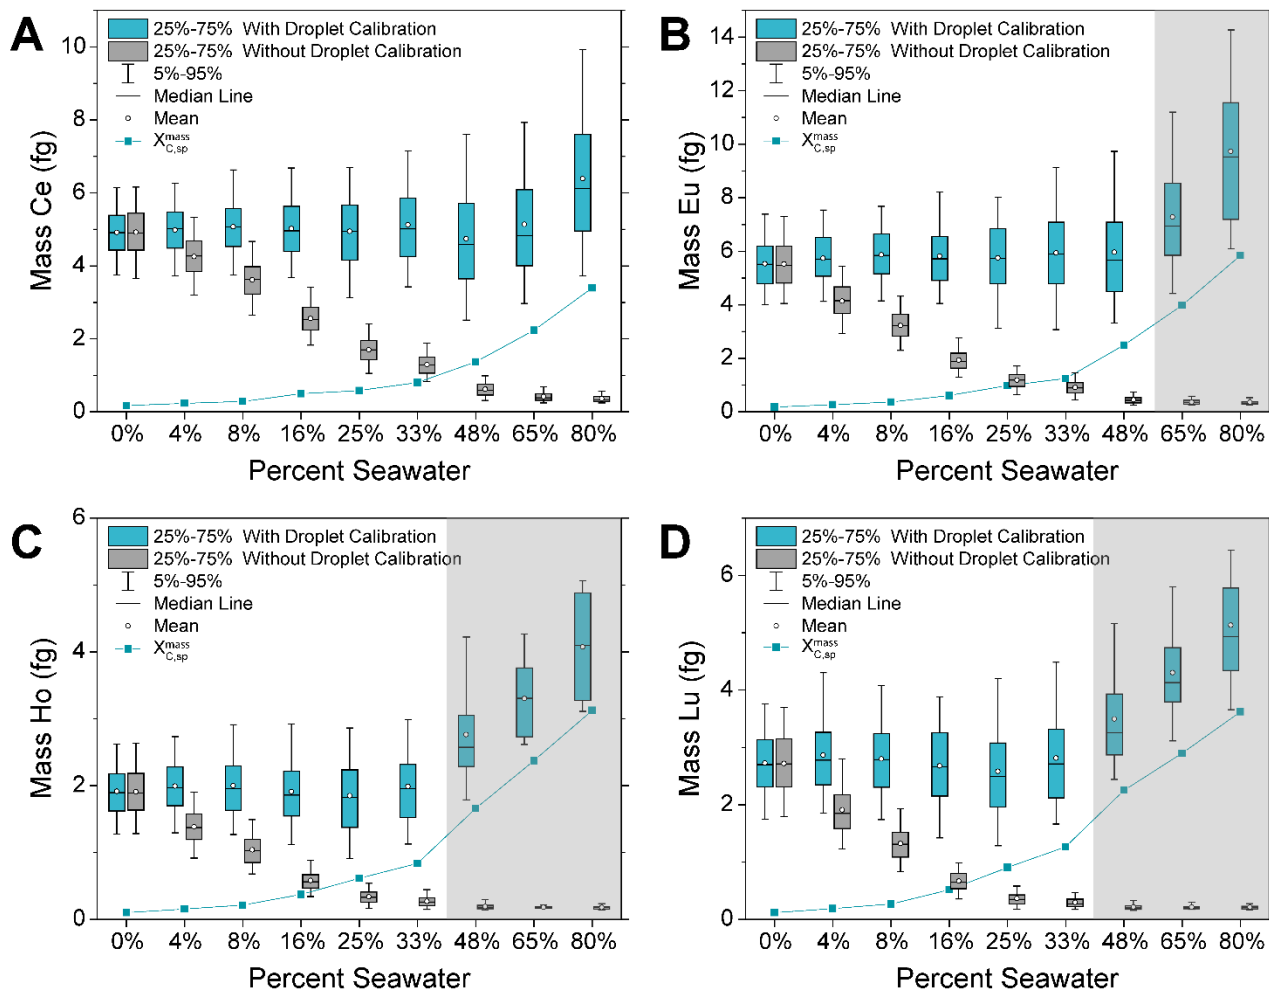 A
25%-75% With Droplet Calibration
25%-75% Without Droplet Calibration
5%-95%
Median Line
Mean
X^mass_C,sp
Mass Ce (fg)
10
8
6
4
2
0
0% 4% 8% 16% 25% 33% 48% 65% 80%
Percent Seawater
B
25%-75% With Droplet Calibration
25%-75% Without Droplet Calibration
5%-95%
Median Line
Mean
X^mass_C,sp
Mass Eu (fg)
14
12
10
8
6
4
2
0
0% 4% 8% 16% 25% 33% 48% 65% 80%
Percent Seawater
C
25%-75% With Droplet Calibration
25%-75% Without Droplet Calibration
5%-95%
Median Line
Mean
X^mass_C,sp
Mass Ho (fg)
6
4
2
0
0% 4% 8% 16% 25% 33% 48% 65% 80%
Percent Seawater
D
25%-75% With Droplet Calibration
25%-75% Without Droplet Calibration
5%-95%
Median Line
Mean
X^mass_C,sp
Mass Lu (fg)
6
4
2
0
0% 4% 8% 16% 25% 33% 48% 65% 80%
Percent Seawater